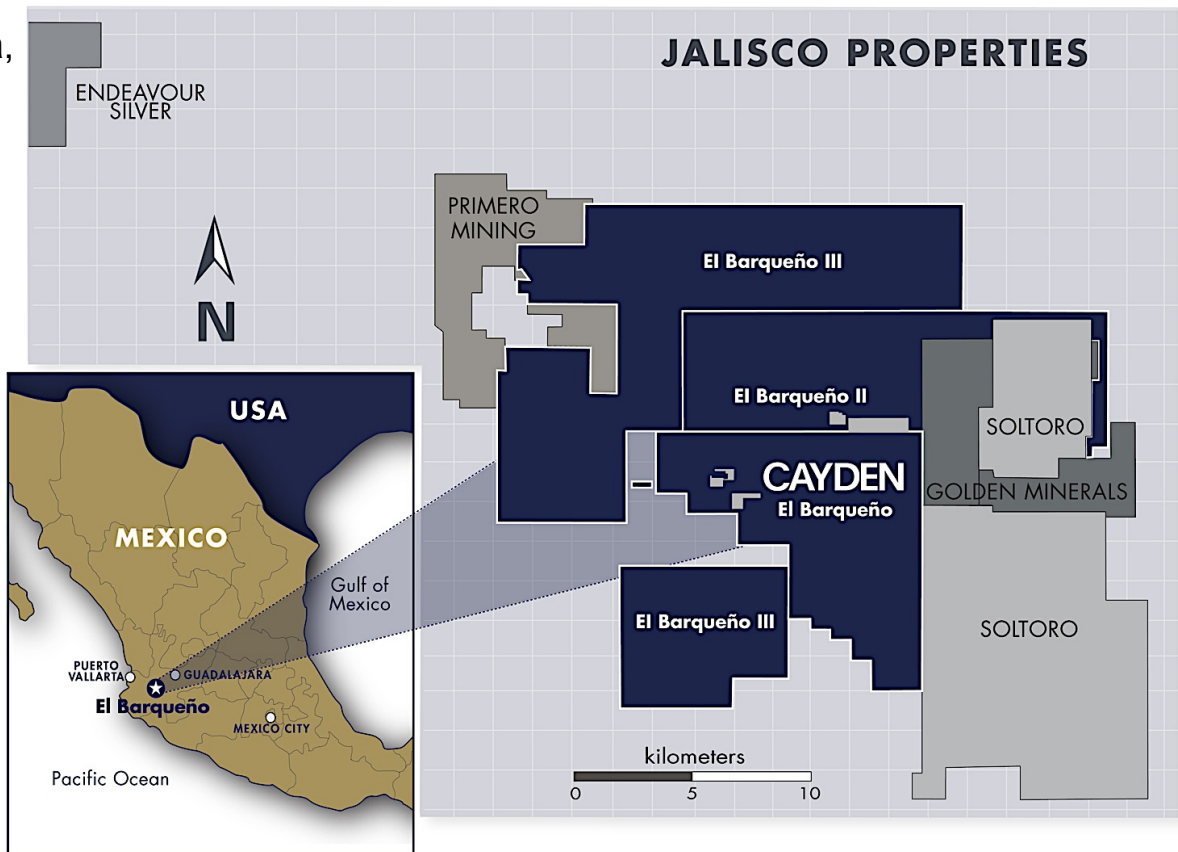 JALISCO PROPERTIES
ENDEAVOUR
SILVER
PRIMERO
MINING
El Barqueño III
N
El Barqueño II
SOLTORO
CAYDEN
El Barqueño
GOLDEN MINERALS
El Barqueño III
SOLTORO
kilometers
0 5 10
USA
MEXICO
Gulf of
Mexico
PUERTO
VALLARTA
GUADALAJARA
El Barqueño
MEXICO CITY
Pacific Ocean